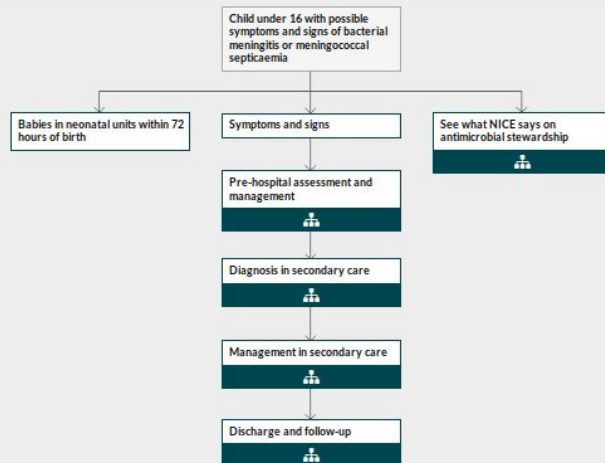 Child under 16 with possible
symptoms and signs of bacterial
meningitis or meningococcal
septicaemia
Babies in neonatal units within 72
hours of birth
Symptoms and signs
See what NICE says on
antimicrobial stewardship
Pre-hospital assessment and
management
Diagnosis in secondary care
Management in secondary care
Discharge and follow-up